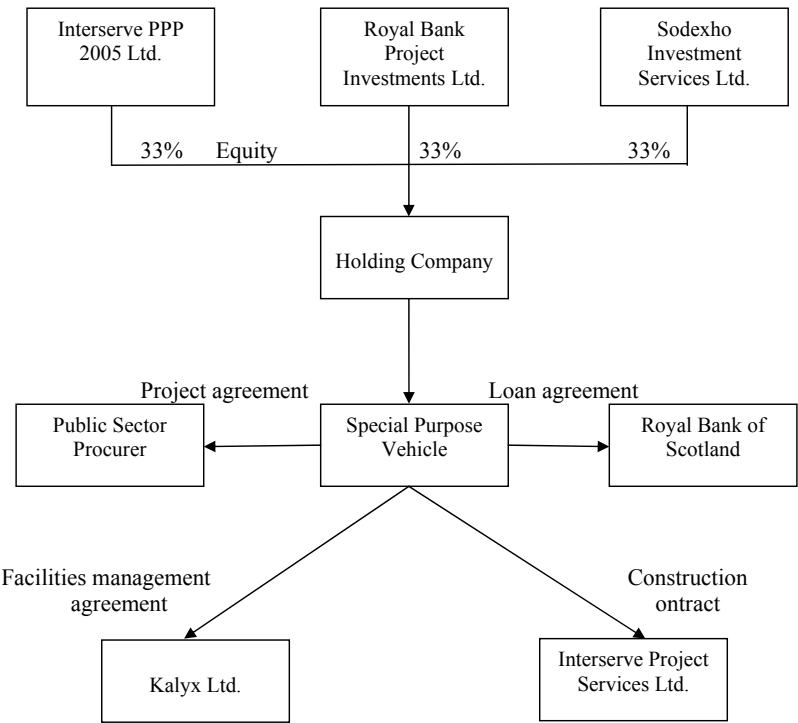 Interserve PPP
2005 Ltd.
Royal Bank
Project
Investments Ltd.
Sodexho
Investment
Services Ltd.
33%
Equity
33%
33%
Holding Company
Project agreement
Loan agreement
Public Sector
Procurer
Special Purpose
Vehicle
Royal Bank of
Scotland
Facilities management
agreement
Construction
ontract
Kalyx Ltd.
Interserve Project
Services Ltd.